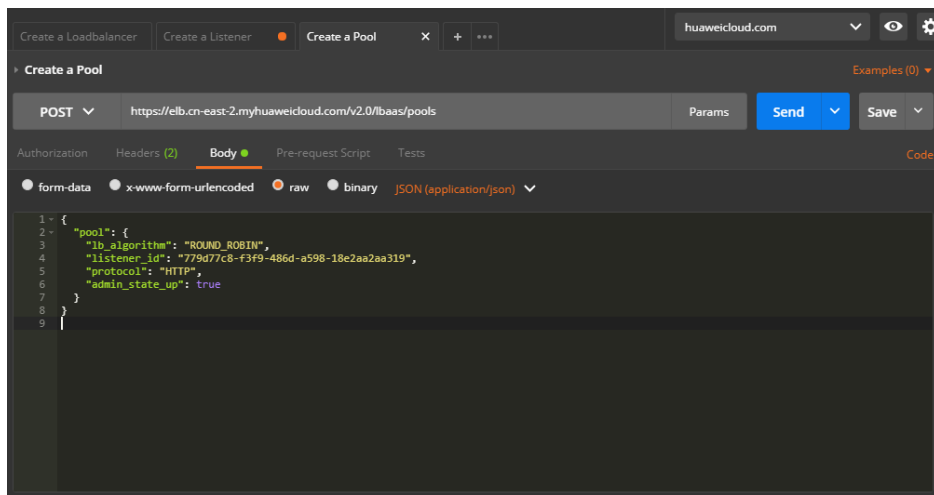 Create a Loadbalancer Create a Listener Create a Pool × + ••• huaweicloud.com
Create a Pool Examples (0)
POST https://elb.cn-east-2.myhuaweicloud.com/v2.0/lbaas/pools Params Send Save
Authorization Headers (2) Body Pre-request Script Tests Code
form-data x-www-form-urlencoded raw binary JSON (application/json)
1 {
2 "pool": {
3 "lb_algorithm": "ROUND_ROBIN",
4 "listener_id": "779d77c8-f3f9-486d-a598-18e2aa2aa319",
5 "protocol": "HTTP",
6 "admin_state_up": true
7 }
8 }
9